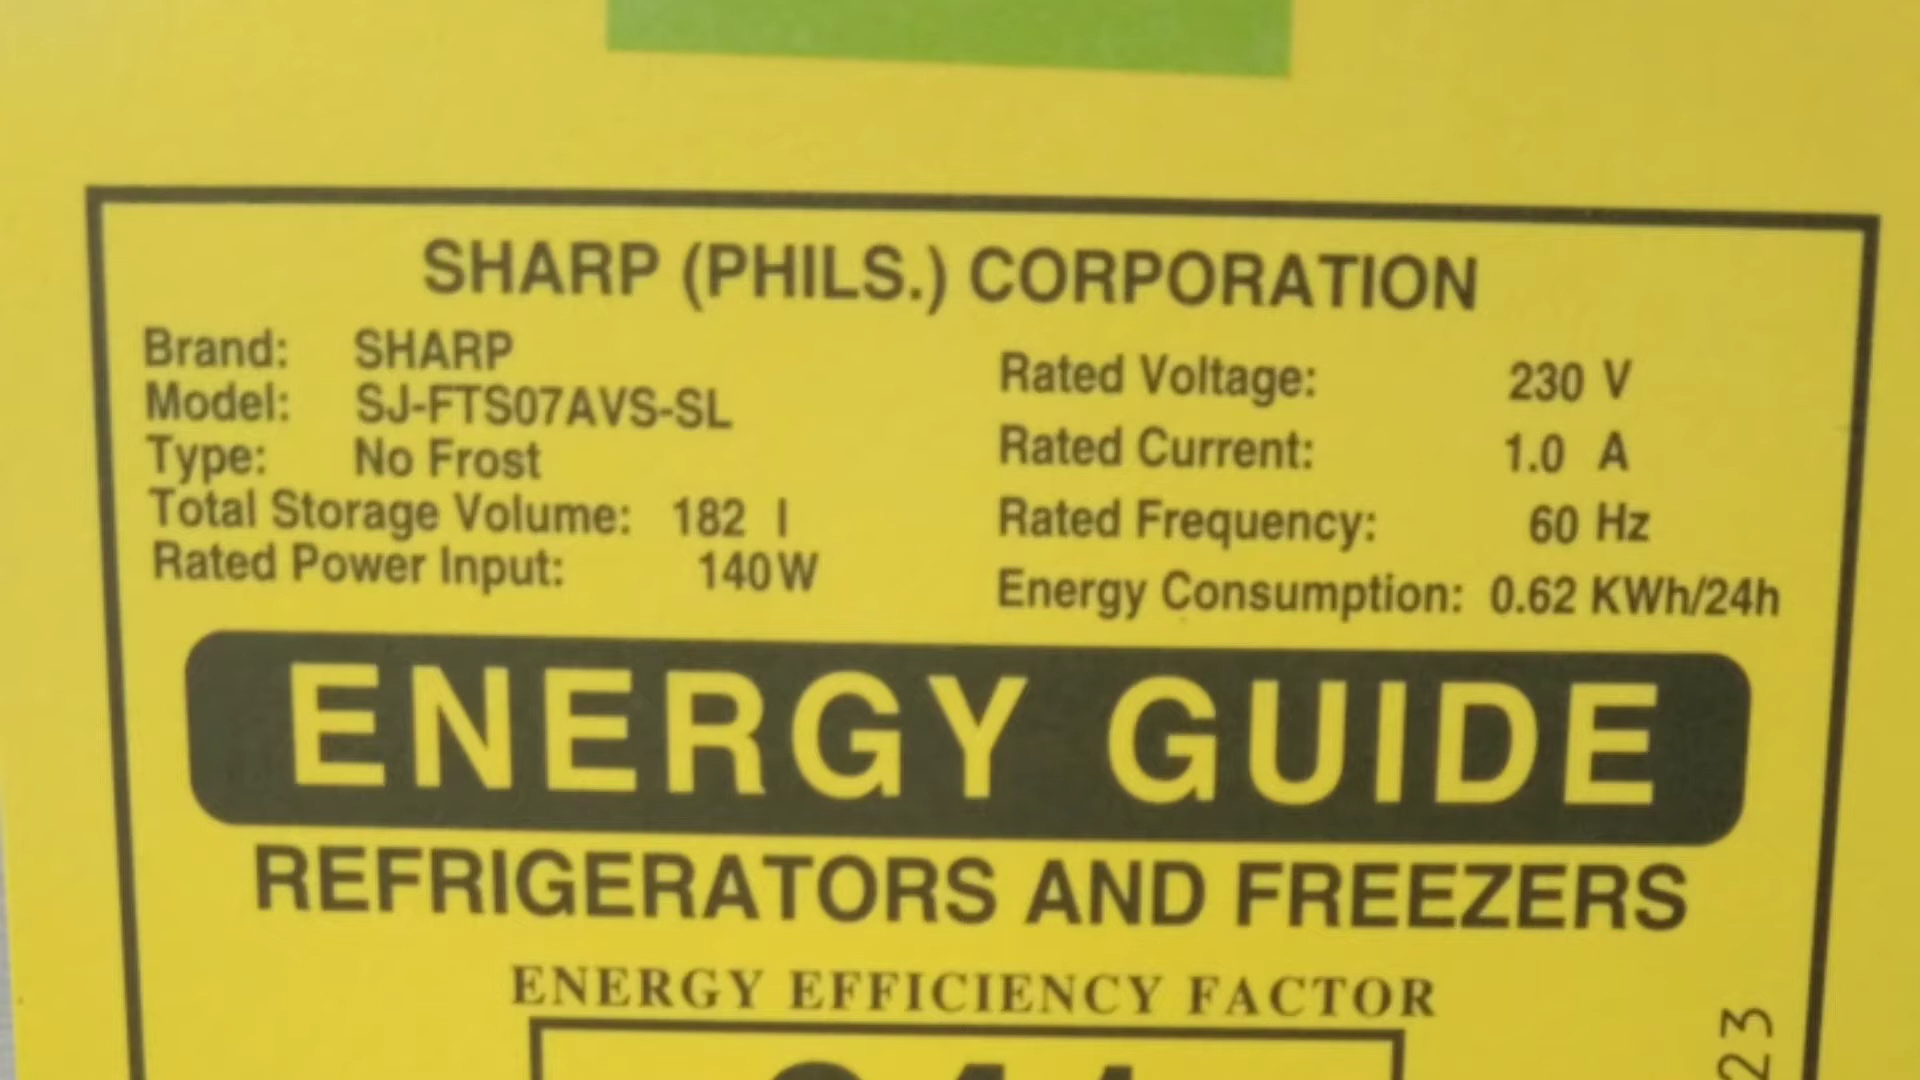 SHARP (PHILS.) CORPORATION
Brand: SHARP
Model: SJ-FTS07AVS-SL
Type: No Frost
Total Storage Volume: 182 l
Rated Power Input: 140W
Rated Voltage: 230 V
Rated Current: 1.0 A
Rated Frequency: 60 Hz
Energy Consumption: 0.62 KWh/24h
ENERGY GUIDE
REFRIGERATORS AND FREEZERS
ENERGY EFFICIENCY FACTOR
23